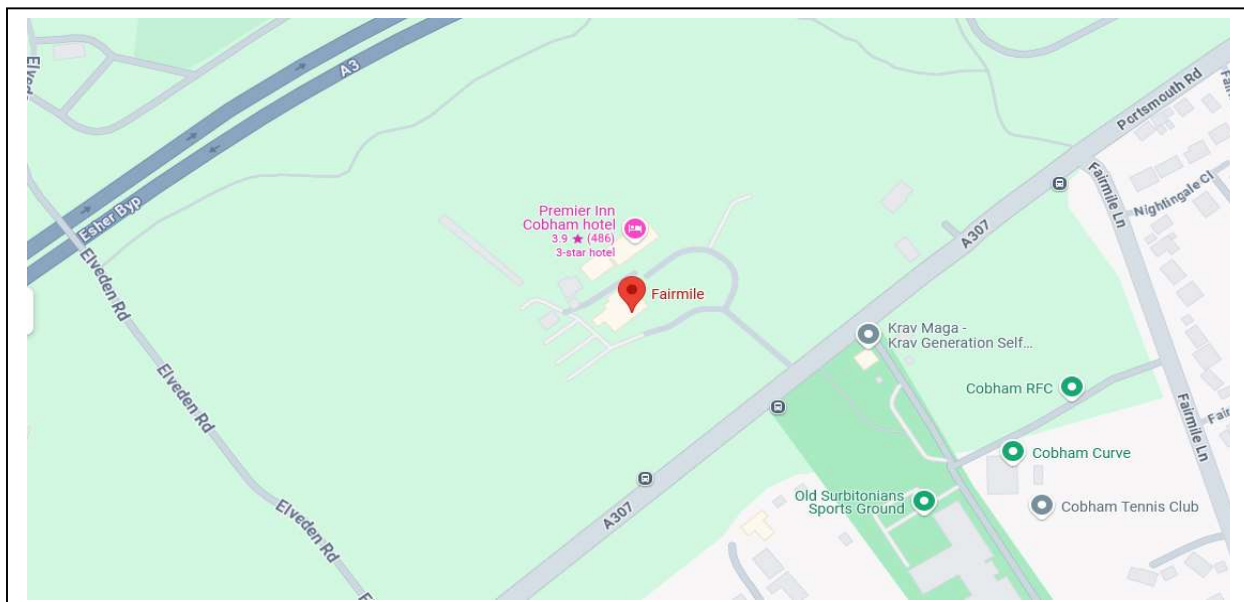 Elved
A3
Esher Byp
Portsmouth Rd
Fairmile Ln
Nightingale Cl
Premier Inn
Cobham hotel
3.9 ★ (486)
3-star hotel
A307
Fairmile
Elveden Rd
Krav Maga -
Krav Generation Self...
Cobham RFC
Elveden Rd
Fairmile Ln
Fair
Cobham Curve
Old Surbitonians
Sports Ground
Cobham Tennis Club
A307
Elveden Rd